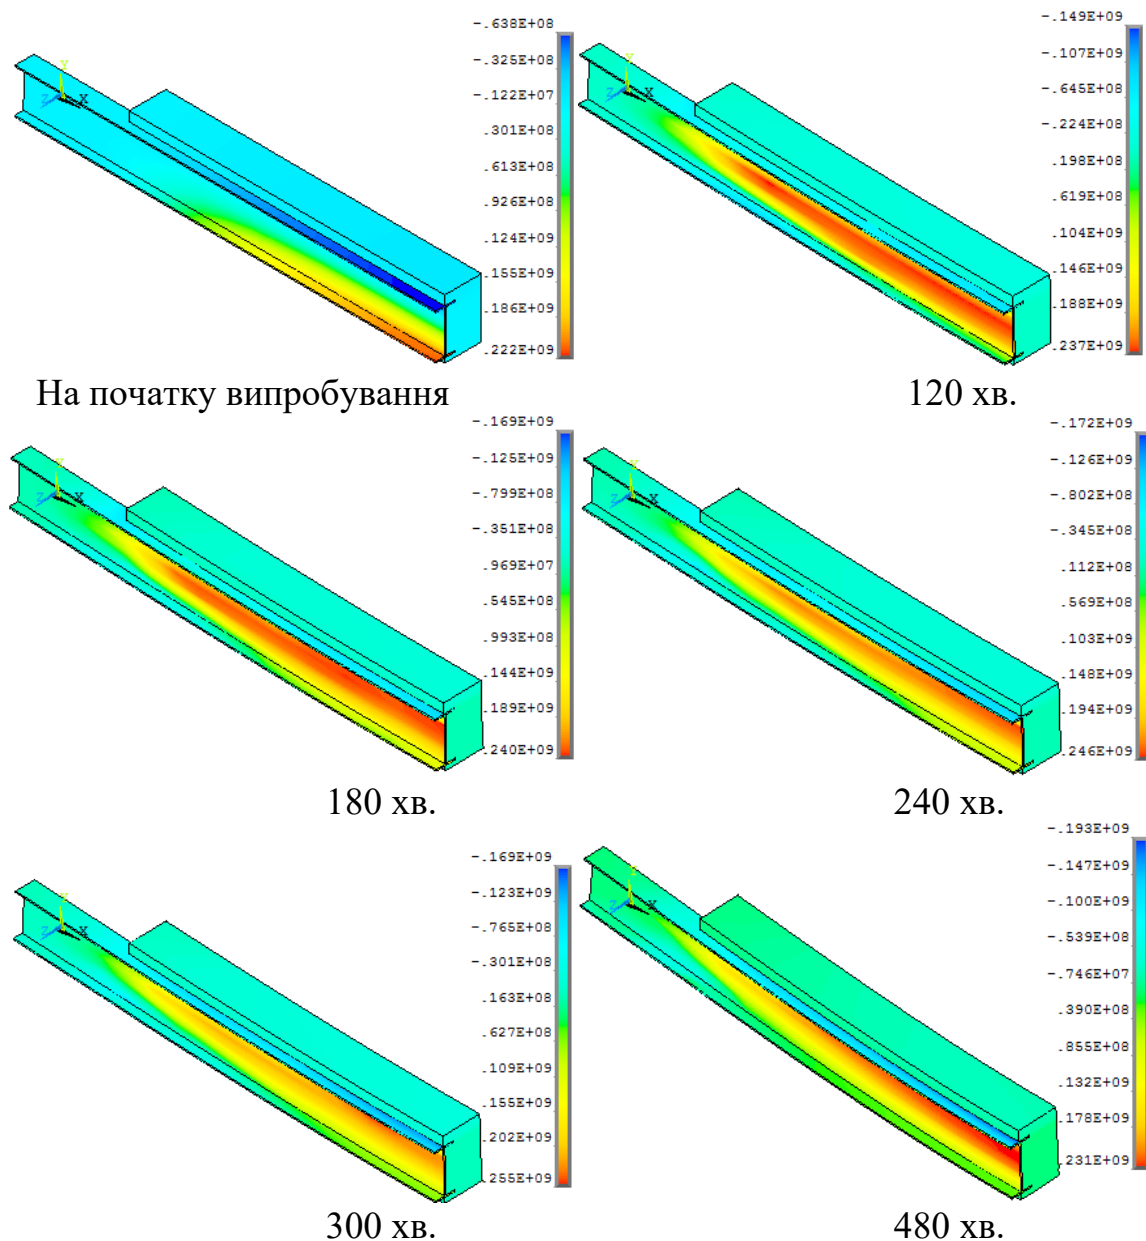 -.638E+08
-.325E+08
-.122E+07
.301E+08
.613E+08
.926E+08
.124E+09
.155E+09
.186E+09
.222E+09
Y
Z
X
На початку випробування
-.149E+09
-.107E+09
-.645E+08
-.224E+08
.198E+08
.619E+08
.104E+09
.146E+09
.188E+09
.237E+09
Y
Z
X
120 хв.
-.169E+09
-.125E+09
-.799E+08
-.351E+08
.969E+07
.545E+08
.993E+08
.144E+09
.189E+09
.240E+09
Y
Z
X
180 хв.
-.172E+09
-.126E+09
-.802E+08
-.345E+08
.112E+08
.569E+08
.103E+09
.148E+09
.194E+09
.246E+09
Y
Z
X
240 хв.
-.169E+09
-.123E+09
-.765E+08
-.301E+08
.163E+08
.627E+08
.109E+09
.155E+09
.202E+09
.255E+09
Y
Z
X
300 хв.
-.193E+09
-.147E+09
-.100E+09
-.539E+08
-.746E+07
.390E+08
.855E+08
.132E+09
.178E+09
.231E+09
Y
Z
X
480 хв.